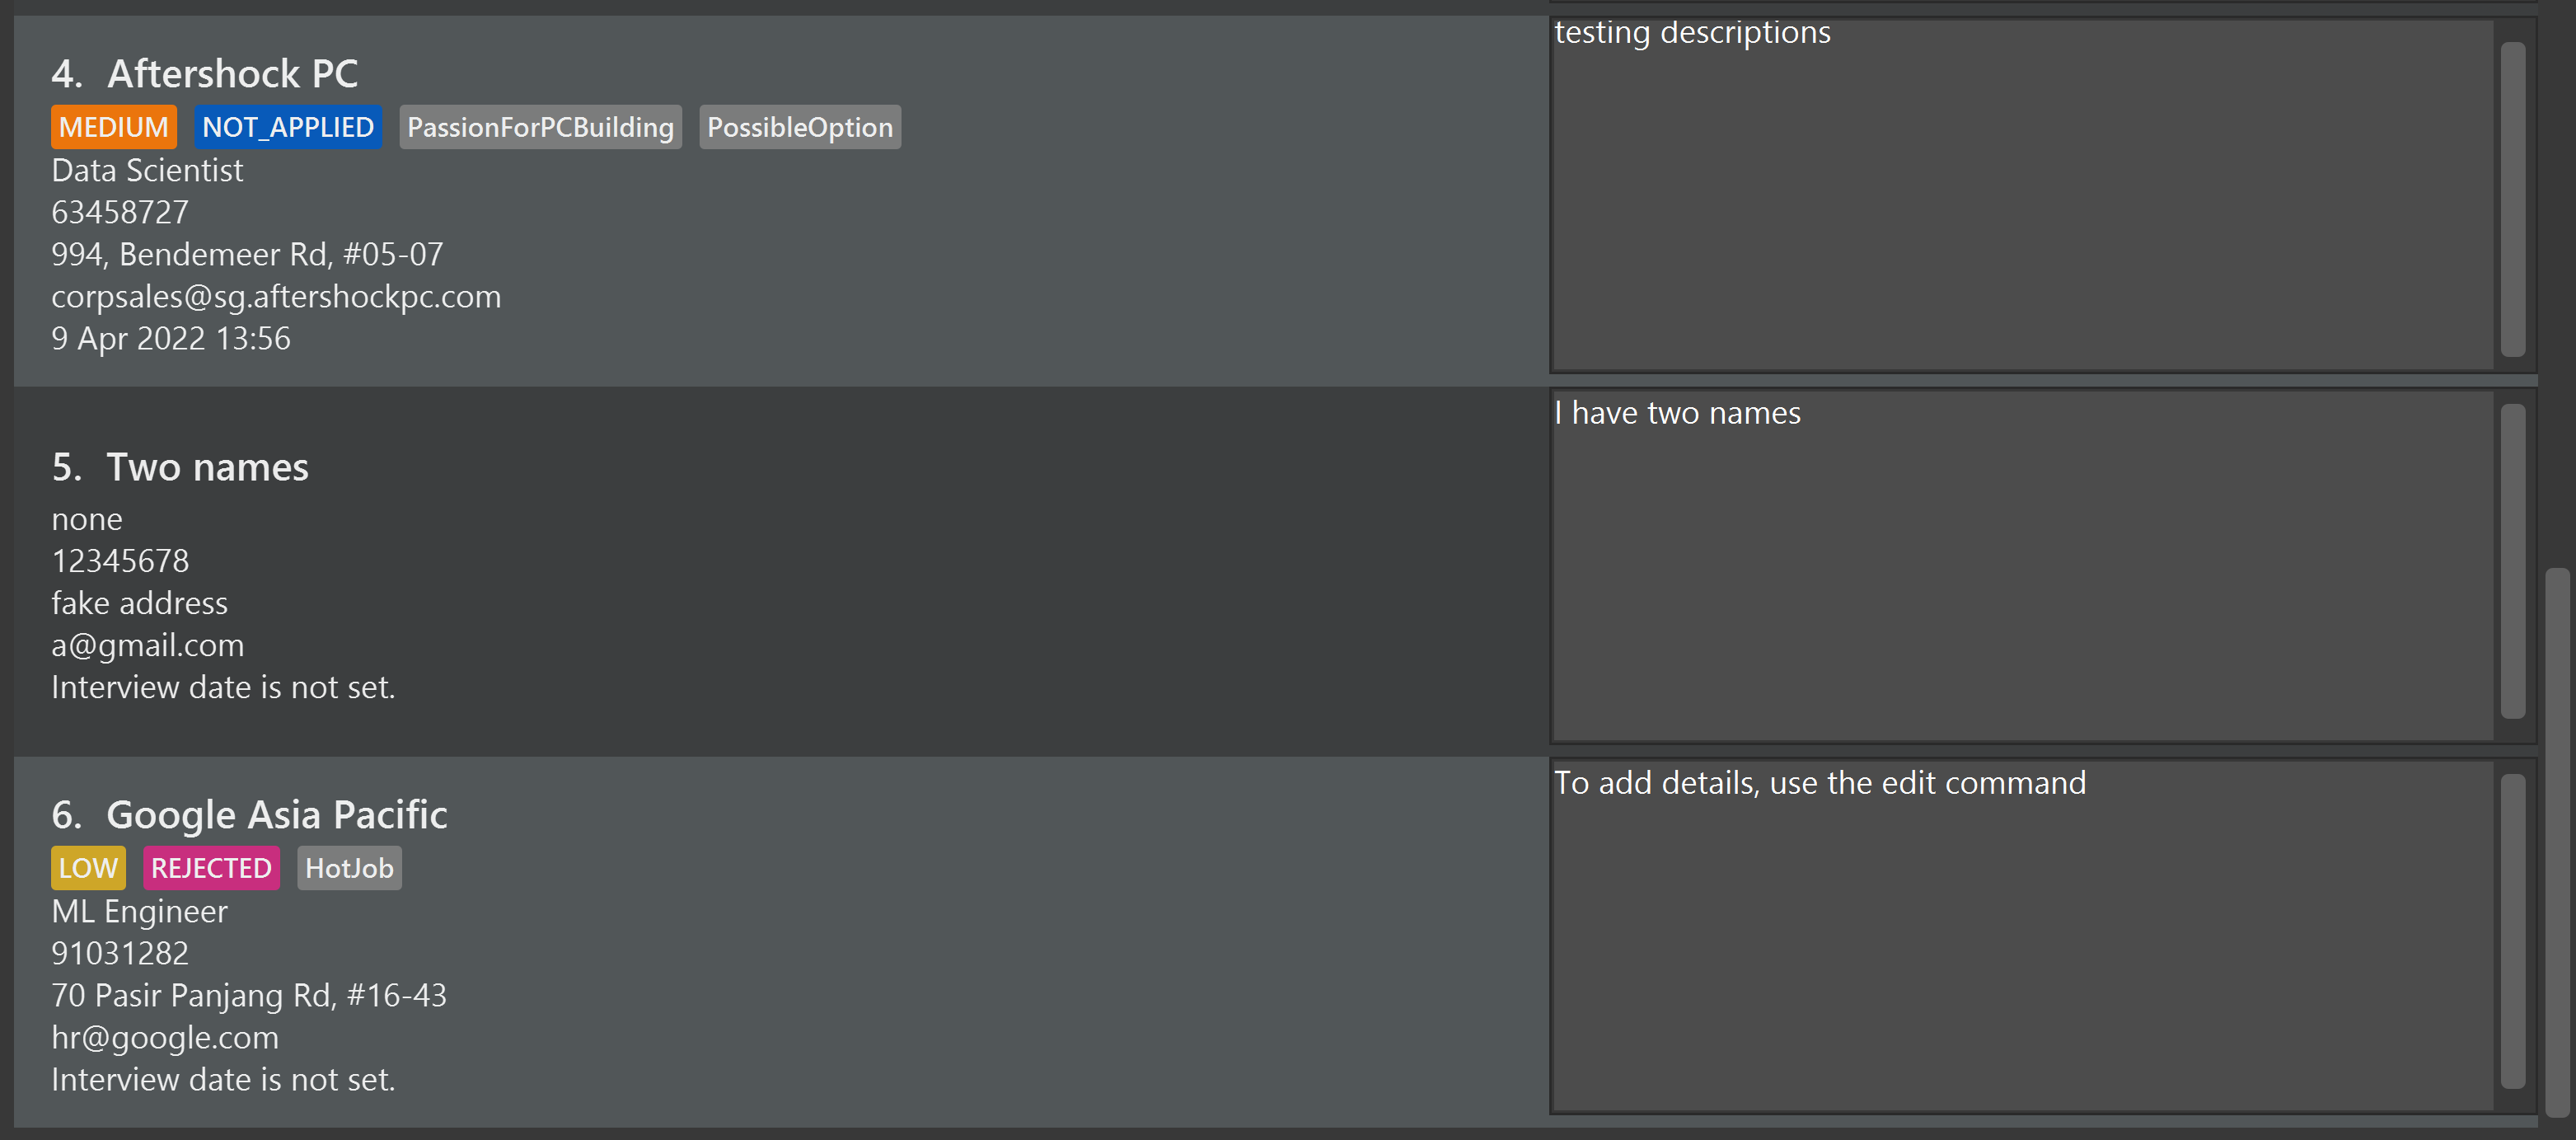 4. Aftershock PC
MEDIUM NOT_APPLIED PassionForPCBuilding PossibleOption
Data Scientist
63458727
994, Bendemeer Rd, #05-07
corpsales@sg.aftershockpc.com
9 Apr 2022 13:56
testing descriptions
5. Two names
none
12345678
fake address
a@gmail.com
Interview date is not set.
I have two names
6. Google Asia Pacific
LOW REJECTED HotJob
ML Engineer
91031282
70 Pasir Panjang Rd, #16-43
hr@google.com
Interview date is not set.
To add details, use the edit command